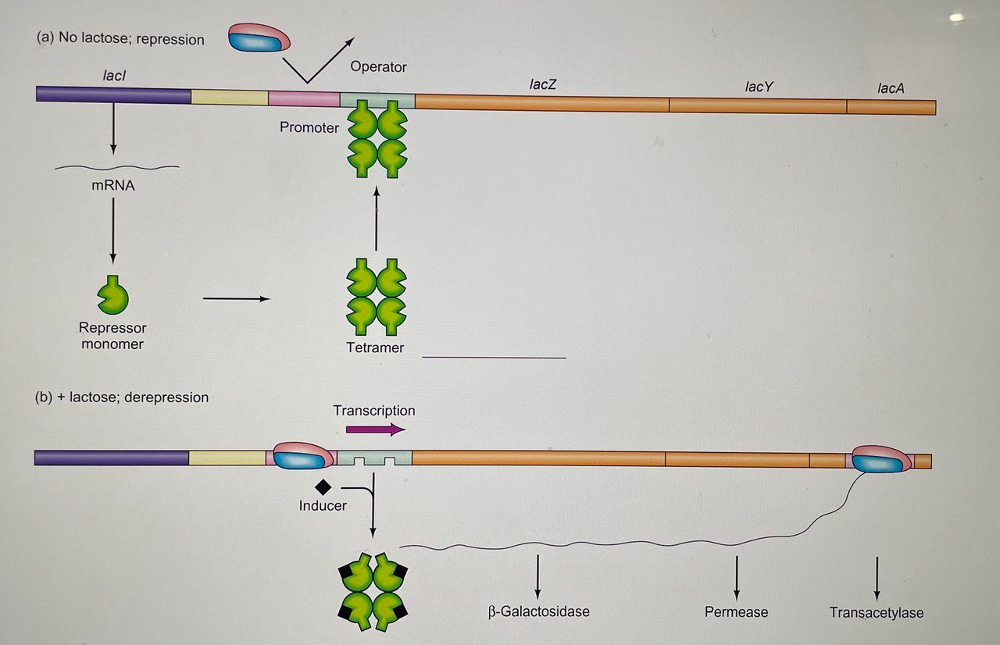 (a) No lactose; repression
Operator
lacI
lacZ
lacY
lacA
Promoter
mRNA
Repressor
monomer
Tetramer
(b) + lactose; derepression
Transcription
Inducer
β-Galactosidase
Permease
Transacetylase